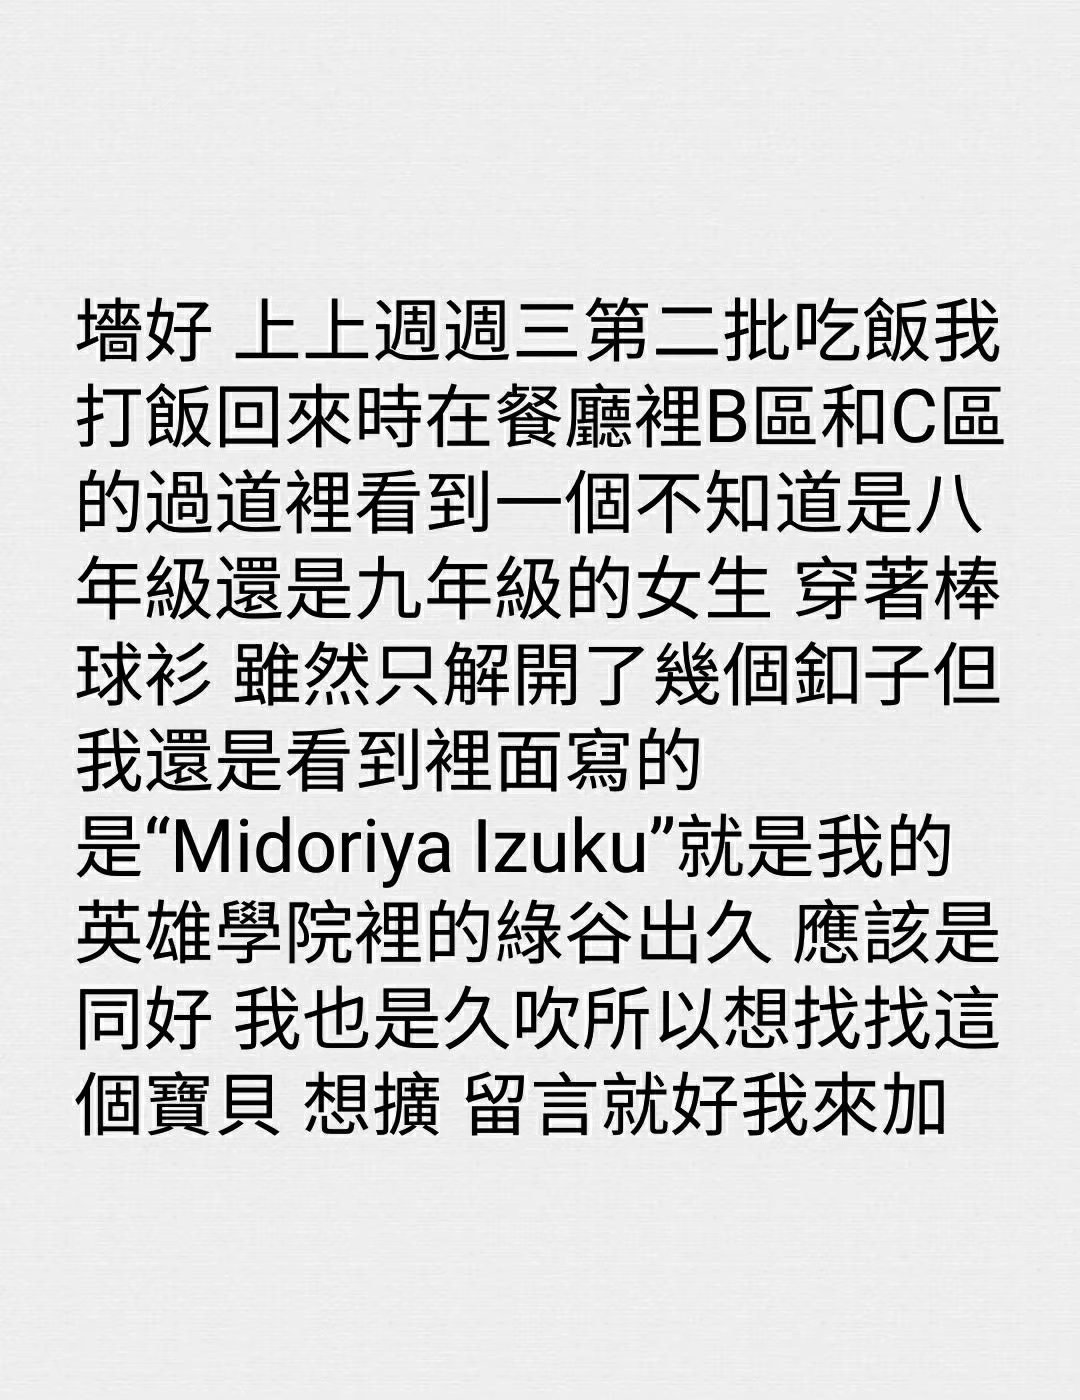 墻好 上上週週三第二批吃飯我
打飯回來時在餐廳裡B區和C區
的過道裡看到一個不知道是八
年級還是九年級的女生 穿著棒
球衫 雖然只解開了幾個釦子但
我還是看到裡面寫的
是“Midoriya Izuku”就是我的
英雄學院裡的綠谷出久 應該是
同好 我也是久吹所以想找找這
個寶貝 想擴 留言就好我來加